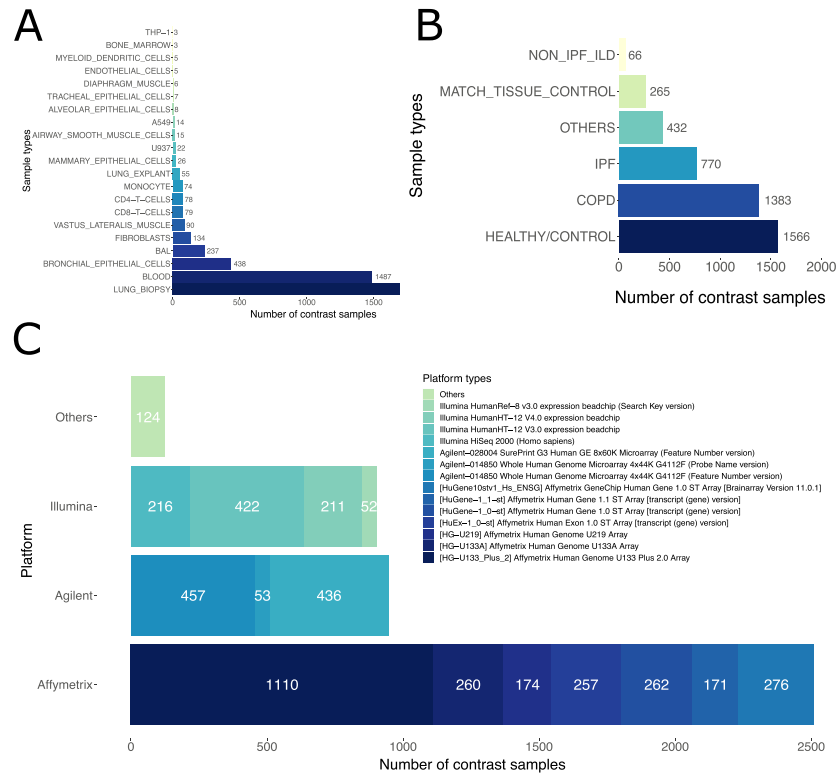 A
THP−1 3
BONE_MARROW 3
MYELOID_DENDRITIC_CELLS 5
ENDOTHELIAL_CELLS 5
DIAPHRAGM_MUSCLE 6
TRACHEAL_EPITHELIAL_CELLS 7
ALVEOLAR_EPITHELIAL_CELLS 8
A549 14
AIRWAY_SMOOTH_MUSCLE_CELLS 15
U937 22
MAMMARY_EPITHELIAL_CELLS 26
LUNG_EXPLANT 55
MONOCYTE 74
CD4−T−CELLS 78
CD8−T−CELLS 79
VASTUS_LATERALIS_MUSCLE 90
FIBROBLASTS 134
BAL 237
BRONCHIAL_EPITHELIAL_CELLS 438
BLOOD 1487
LUNG_BIOPSY
Sample types
0 500 1000 1500
Number of contrast samples
B
NON_IPF_ILD 66
MATCH_TISSUE_CONTROL 265
OTHERS 432
IPF 770
COPD 1383
HEALTHY/CONTROL 1566
Sample types
0 500 1000 1500 2000
Number of contrast samples
C
Platform types
Others
Illumina HumanRef−8 v3.0 expression beadchip (Search Key version)
Illumina HumanHT−12 V4.0 expression beadchip
Illumina HumanHT−12 V3.0 expression beadchip
Illumina HiSeq 2000 (Homo sapiens)
Agilent−028004 SurePrint G3 Human GE 8x60K Microarray (Feature Number version)
Agilent−014850 Whole Human Genome Microarray 4x44K G4112F (Probe Name version)
Agilent−014850 Whole Human Genome Microarray 4x44K G4112F (Feature Number version)
[HuGene10stv1_Hs_ENSG] Affymetrix GeneChip Human Gene 1.0 ST Array [Brainarray Version 11.0.1]
[HuGene−1_1−st] Affymetrix Human Gene 1.1 ST Array [transcript (gene) version]
[HuGene−1_0−st] Affymetrix Human Gene 1.0 ST Array [transcript (gene) version]
[HuEx−1_0−st] Affymetrix Human Exon 1.0 ST Array [transcript (gene) version]
[HG−U219] Affymetrix Human Genome U219 Array
[HG−U133A] Affymetrix Human Genome U133A Array
[HG−U133_Plus_2] Affymetrix Human Genome U133 Plus 2.0 Array
Others 124
Illumina 216 422 211 52
Agilent 457 53 436
Affymetrix 1110 260 174 257 262 171 276
Platform
0 500 1000 1500 2000 2500
Number of contrast samples